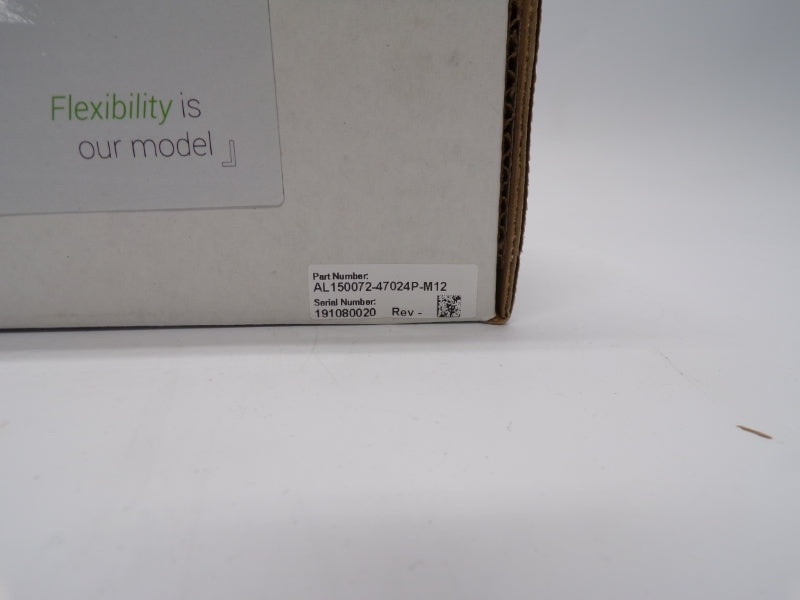 Flexibility is
our model
Part Number:
AL150072-47024P-M12
Serial Number:
191080020 Rev -